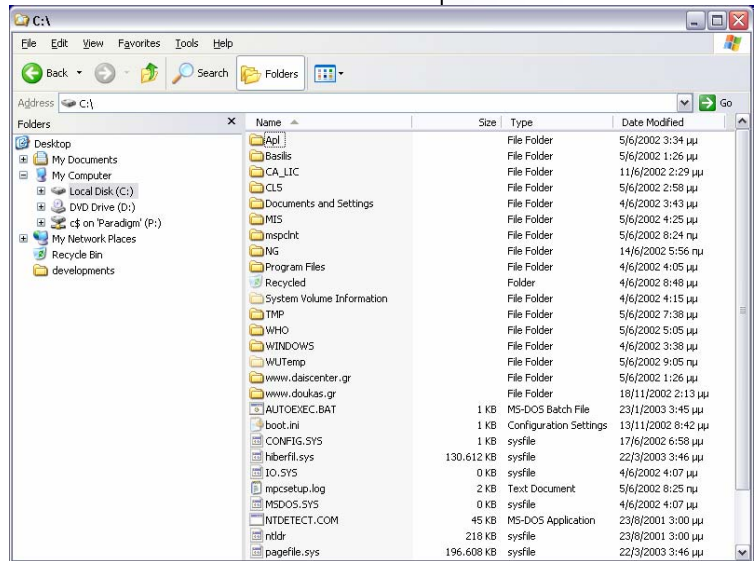 C:\
File Edit View Favorites Tools Help
Back Search Folders
Address C:\ Go
Folders
Desktop
My Documents
My Computer
Local Disk (C:)
DVD Drive (D:)
c$ on 'Paradigm' (P:)
My Network Places
Recycle Bin
developments
Name Size Type Date Modified
Apl File Folder 5/6/2002 3:34 μμ
Basilis File Folder 5/6/2002 1:26 μμ
CA_LIC File Folder 11/6/2002 2:29 μμ
CL5 File Folder 5/6/2002 2:58 μμ
Documents and Settings File Folder 4/6/2002 3:43 μμ
MIS File Folder 5/6/2002 4:25 μμ
mspclnt File Folder 5/6/2002 8:24 πμ
NG File Folder 14/6/2002 5:56 πμ
Program Files File Folder 4/6/2002 4:05 μμ
Recycled Folder 4/6/2002 8:48 μμ
System Volume Information File Folder 4/6/2002 4:15 μμ
TMP File Folder 5/6/2002 7:38 μμ
WHO File Folder 5/6/2002 5:05 μμ
WINDOWS File Folder 4/6/2002 3:38 μμ
WUTemp File Folder 5/6/2002 9:05 πμ
www.daiscenter.gr File Folder 5/6/2002 1:26 μμ
www.doukas.gr File Folder 18/11/2002 2:13 μμ
AUTOEXEC.BAT 1 KB MS-DOS Batch File 23/1/2003 3:45 μμ
boot.ini 1 KB Configuration Settings 13/11/2002 8:42 μμ
CONFIG.SYS 1 KB sysfile 17/6/2002 6:58 μμ
hiberfil.sys 130.612 KB sysfile 22/3/2003 3:46 μμ
IO.SYS 0 KB sysfile 4/6/2002 4:07 μμ
mpcsetup.log 2 KB Text Document 5/6/2002 8:25 πμ
MSDOS.SYS 0 KB sysfile 4/6/2002 4:07 μμ
NTDETECT.COM 45 KB MS-DOS Application 23/8/2001 3:00 μμ
ntldr 218 KB sysfile 23/8/2001 3:00 μμ
pagefile.sys 196.608 KB sysfile 22/3/2003 3:46 μμ